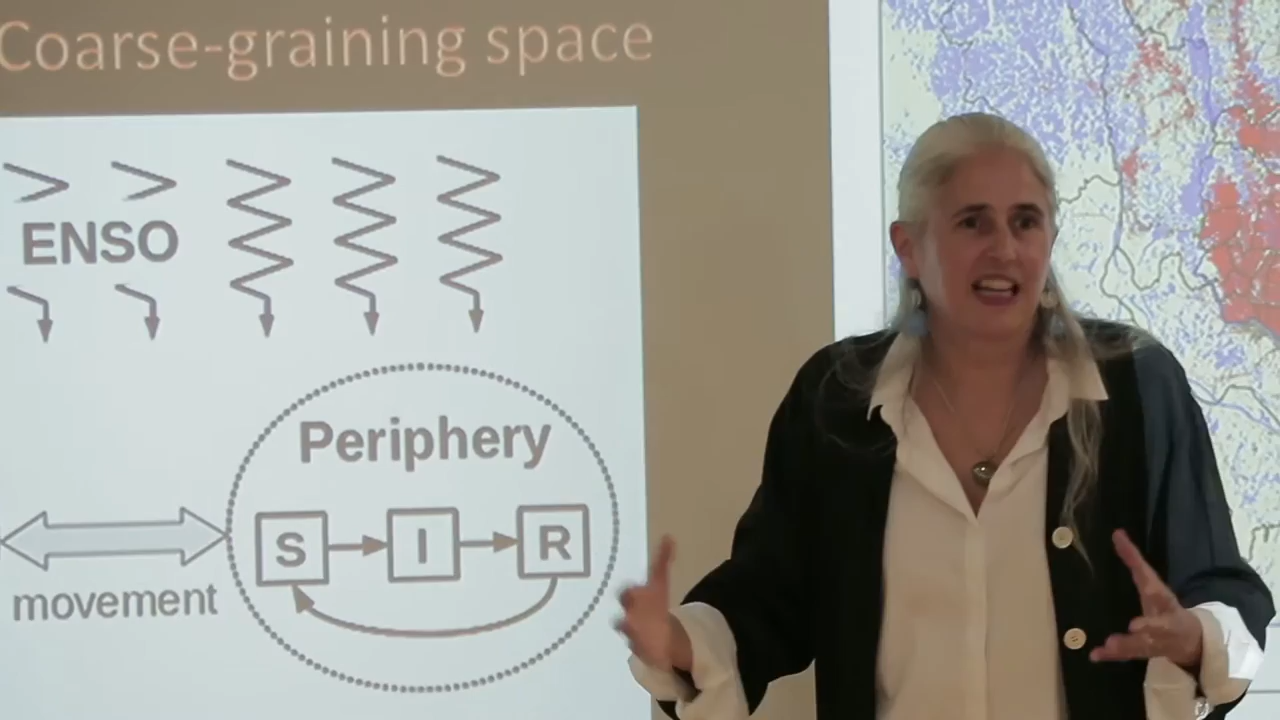 Coarse-graining space
ENSO
Periphery
S I R
movement